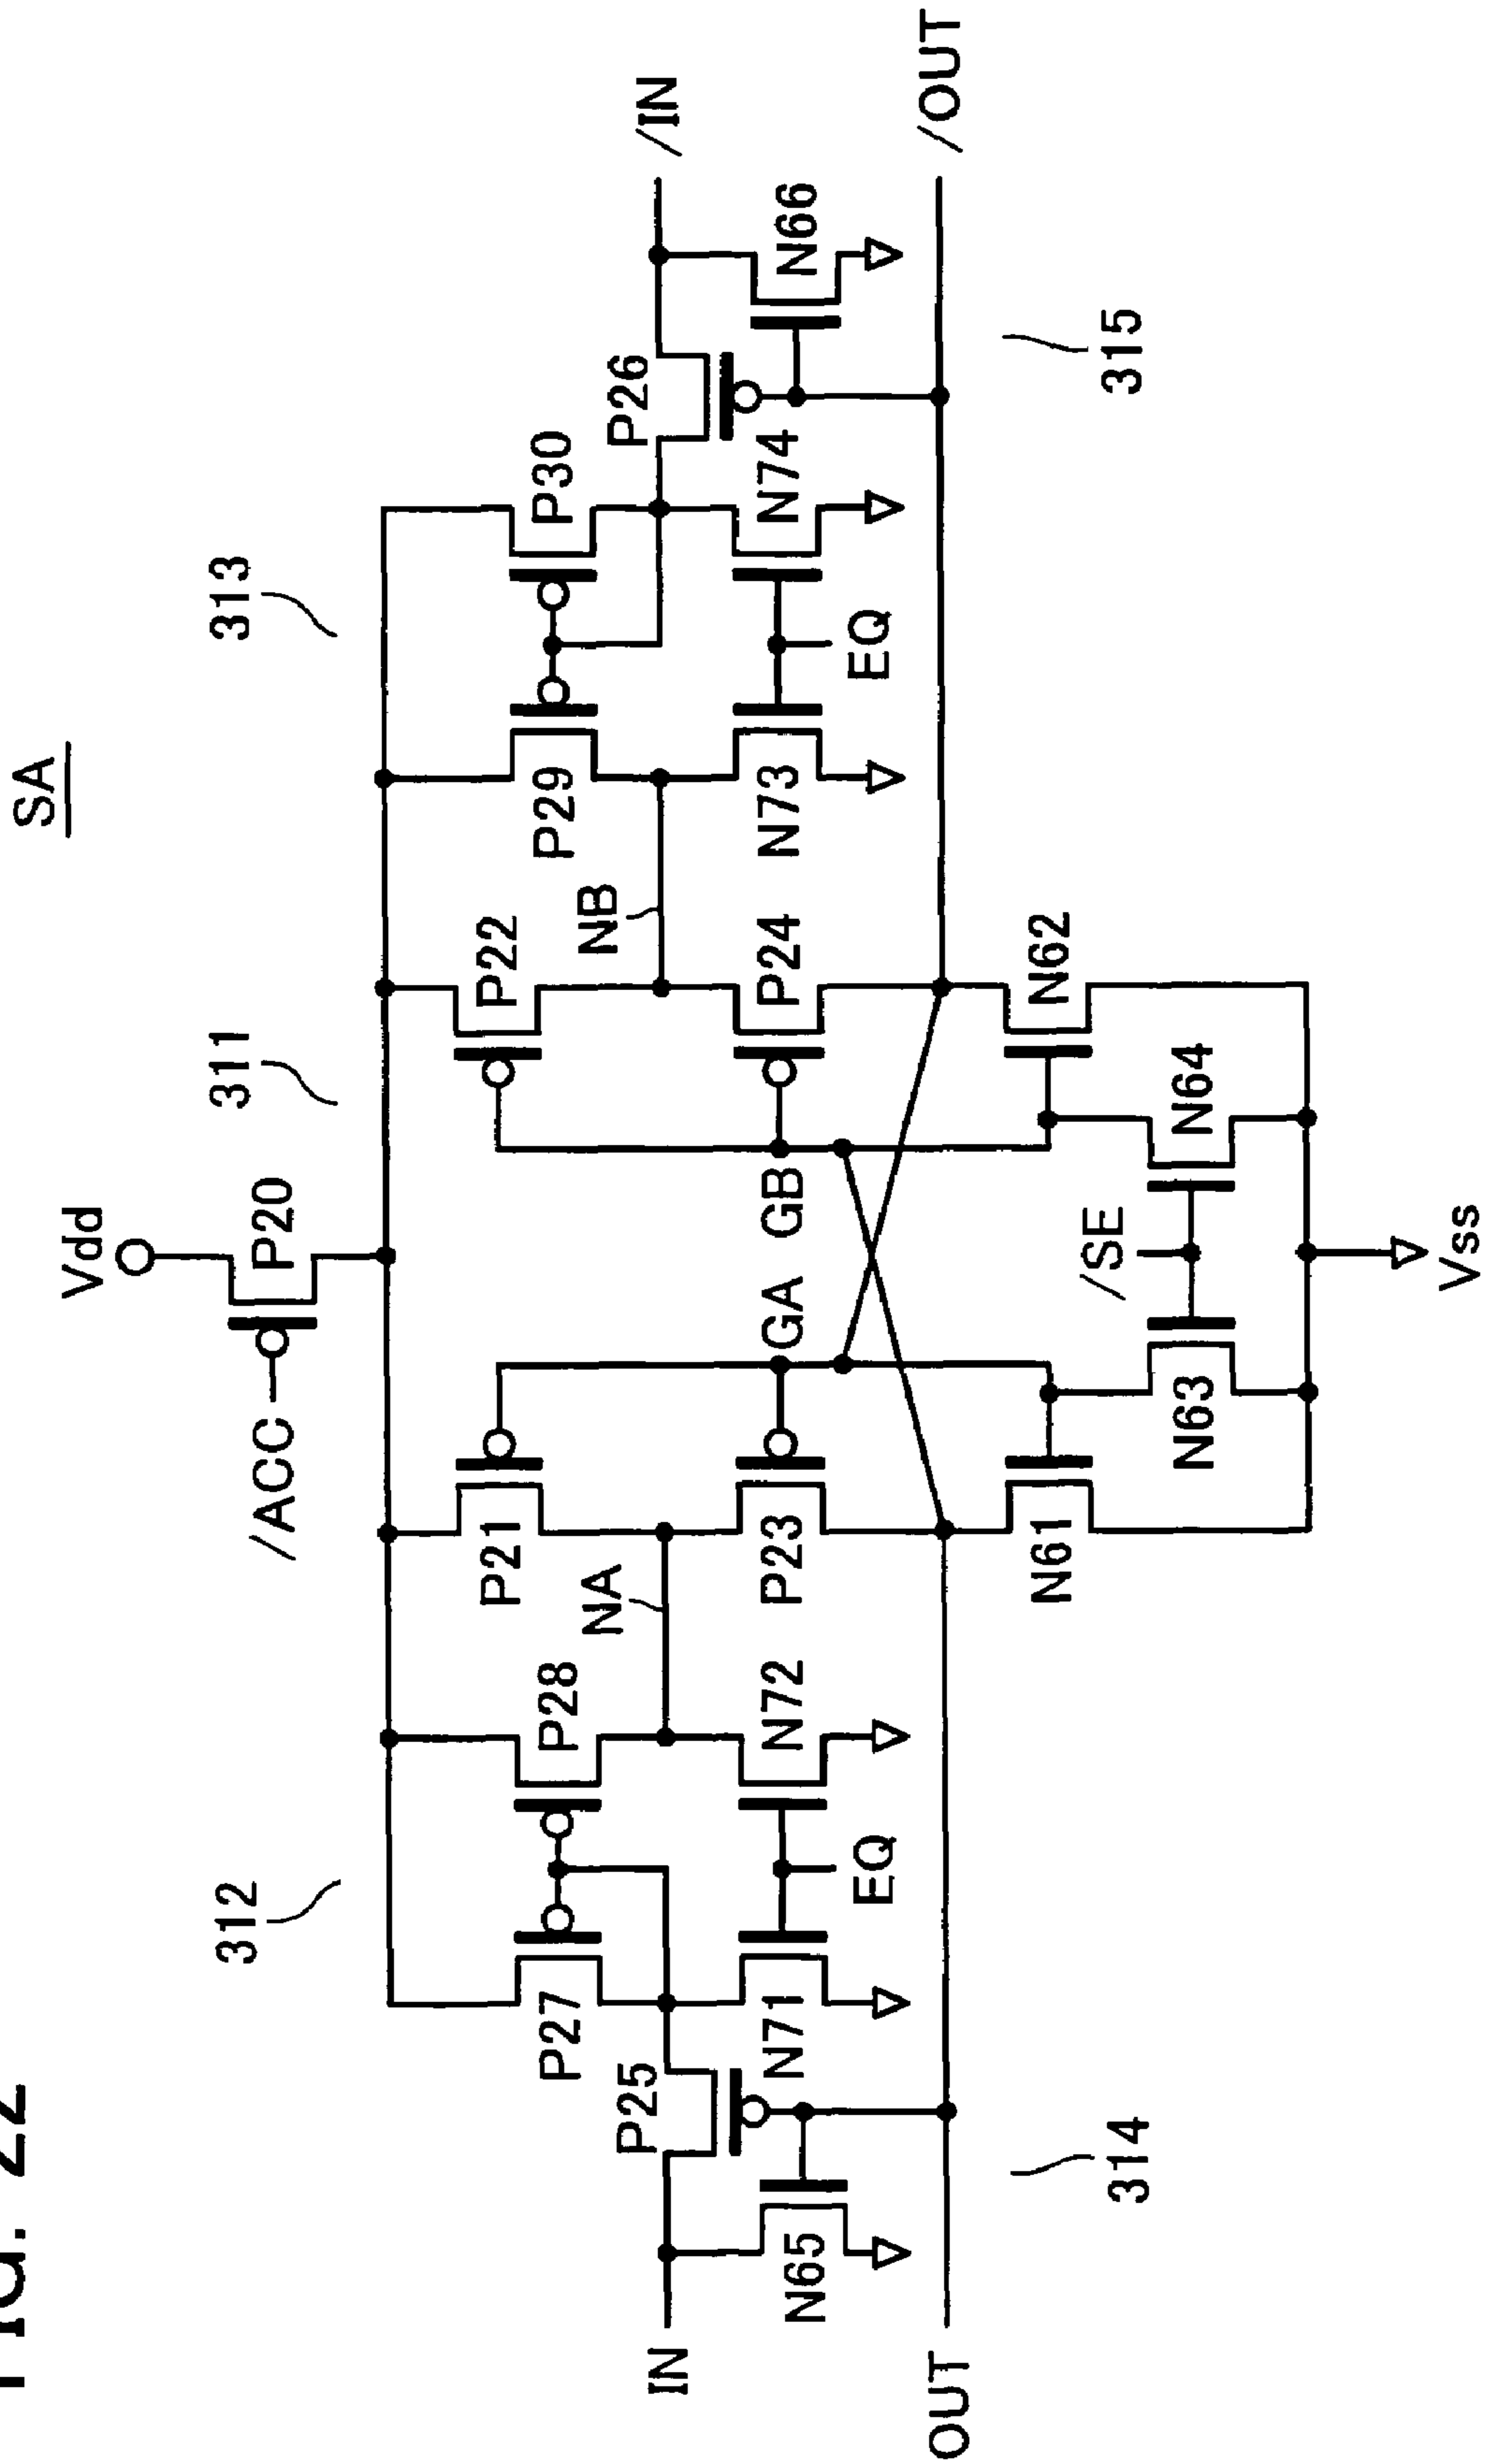 FIG. 22
SA
Vdd
/ACC
P20
312
311
313
P27
P28
P21
P22
P29
P30
NA
NB
IN
P25
P26
/IN
N65
N71
EQ
N72
P23
GA
GB
P24
N73
EQ
N74
N66
OUT
/OUT
314
N61
N62
315
N63
/SE
N64
Vss